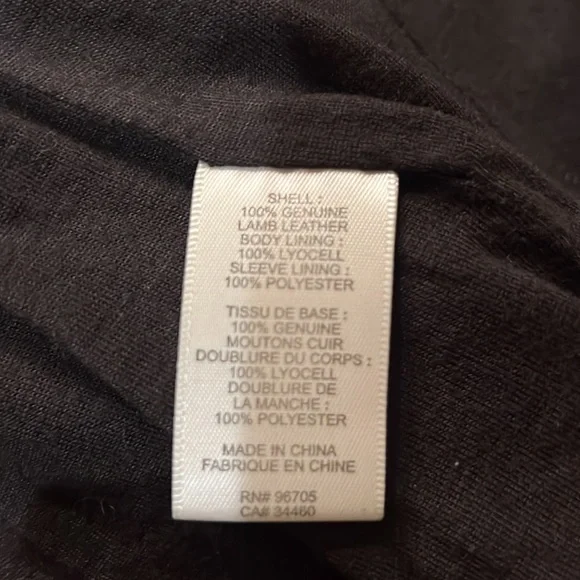 SHELL :
100% GENUINE
LAMB LEATHER
BODY LINING :
100% LYOCELL
SLEEVE LINING :
100% POLYESTER
TISSU DE BASE :
100% GENUINE
MOUTONS CUIR
DOUBLURE DU CORPS :
100% LYOCELL
DOUBLURE DE
LA MANCHE :
100% POLYESTER
MADE IN CHINA
FABRIQUE EN CHINE
RN# 96705
CA# 34460